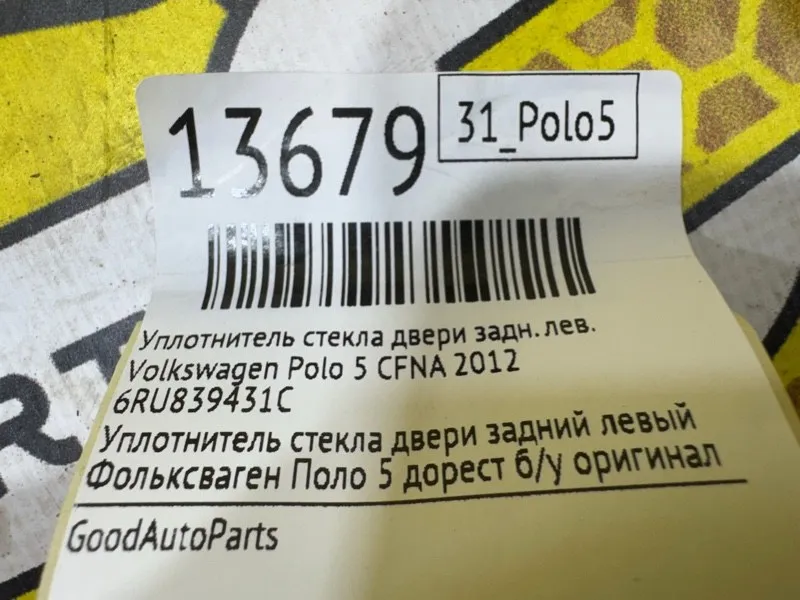 13679
31_Polo5
Уплотнитель стекла двери задн. лев.
Volkswagen Polo 5 CFNA 2012
6RU839431C
Уплотнитель стекла двери задний левый
Фольксваген Поло 5 дорест б/у оригинал
GoodAutoParts